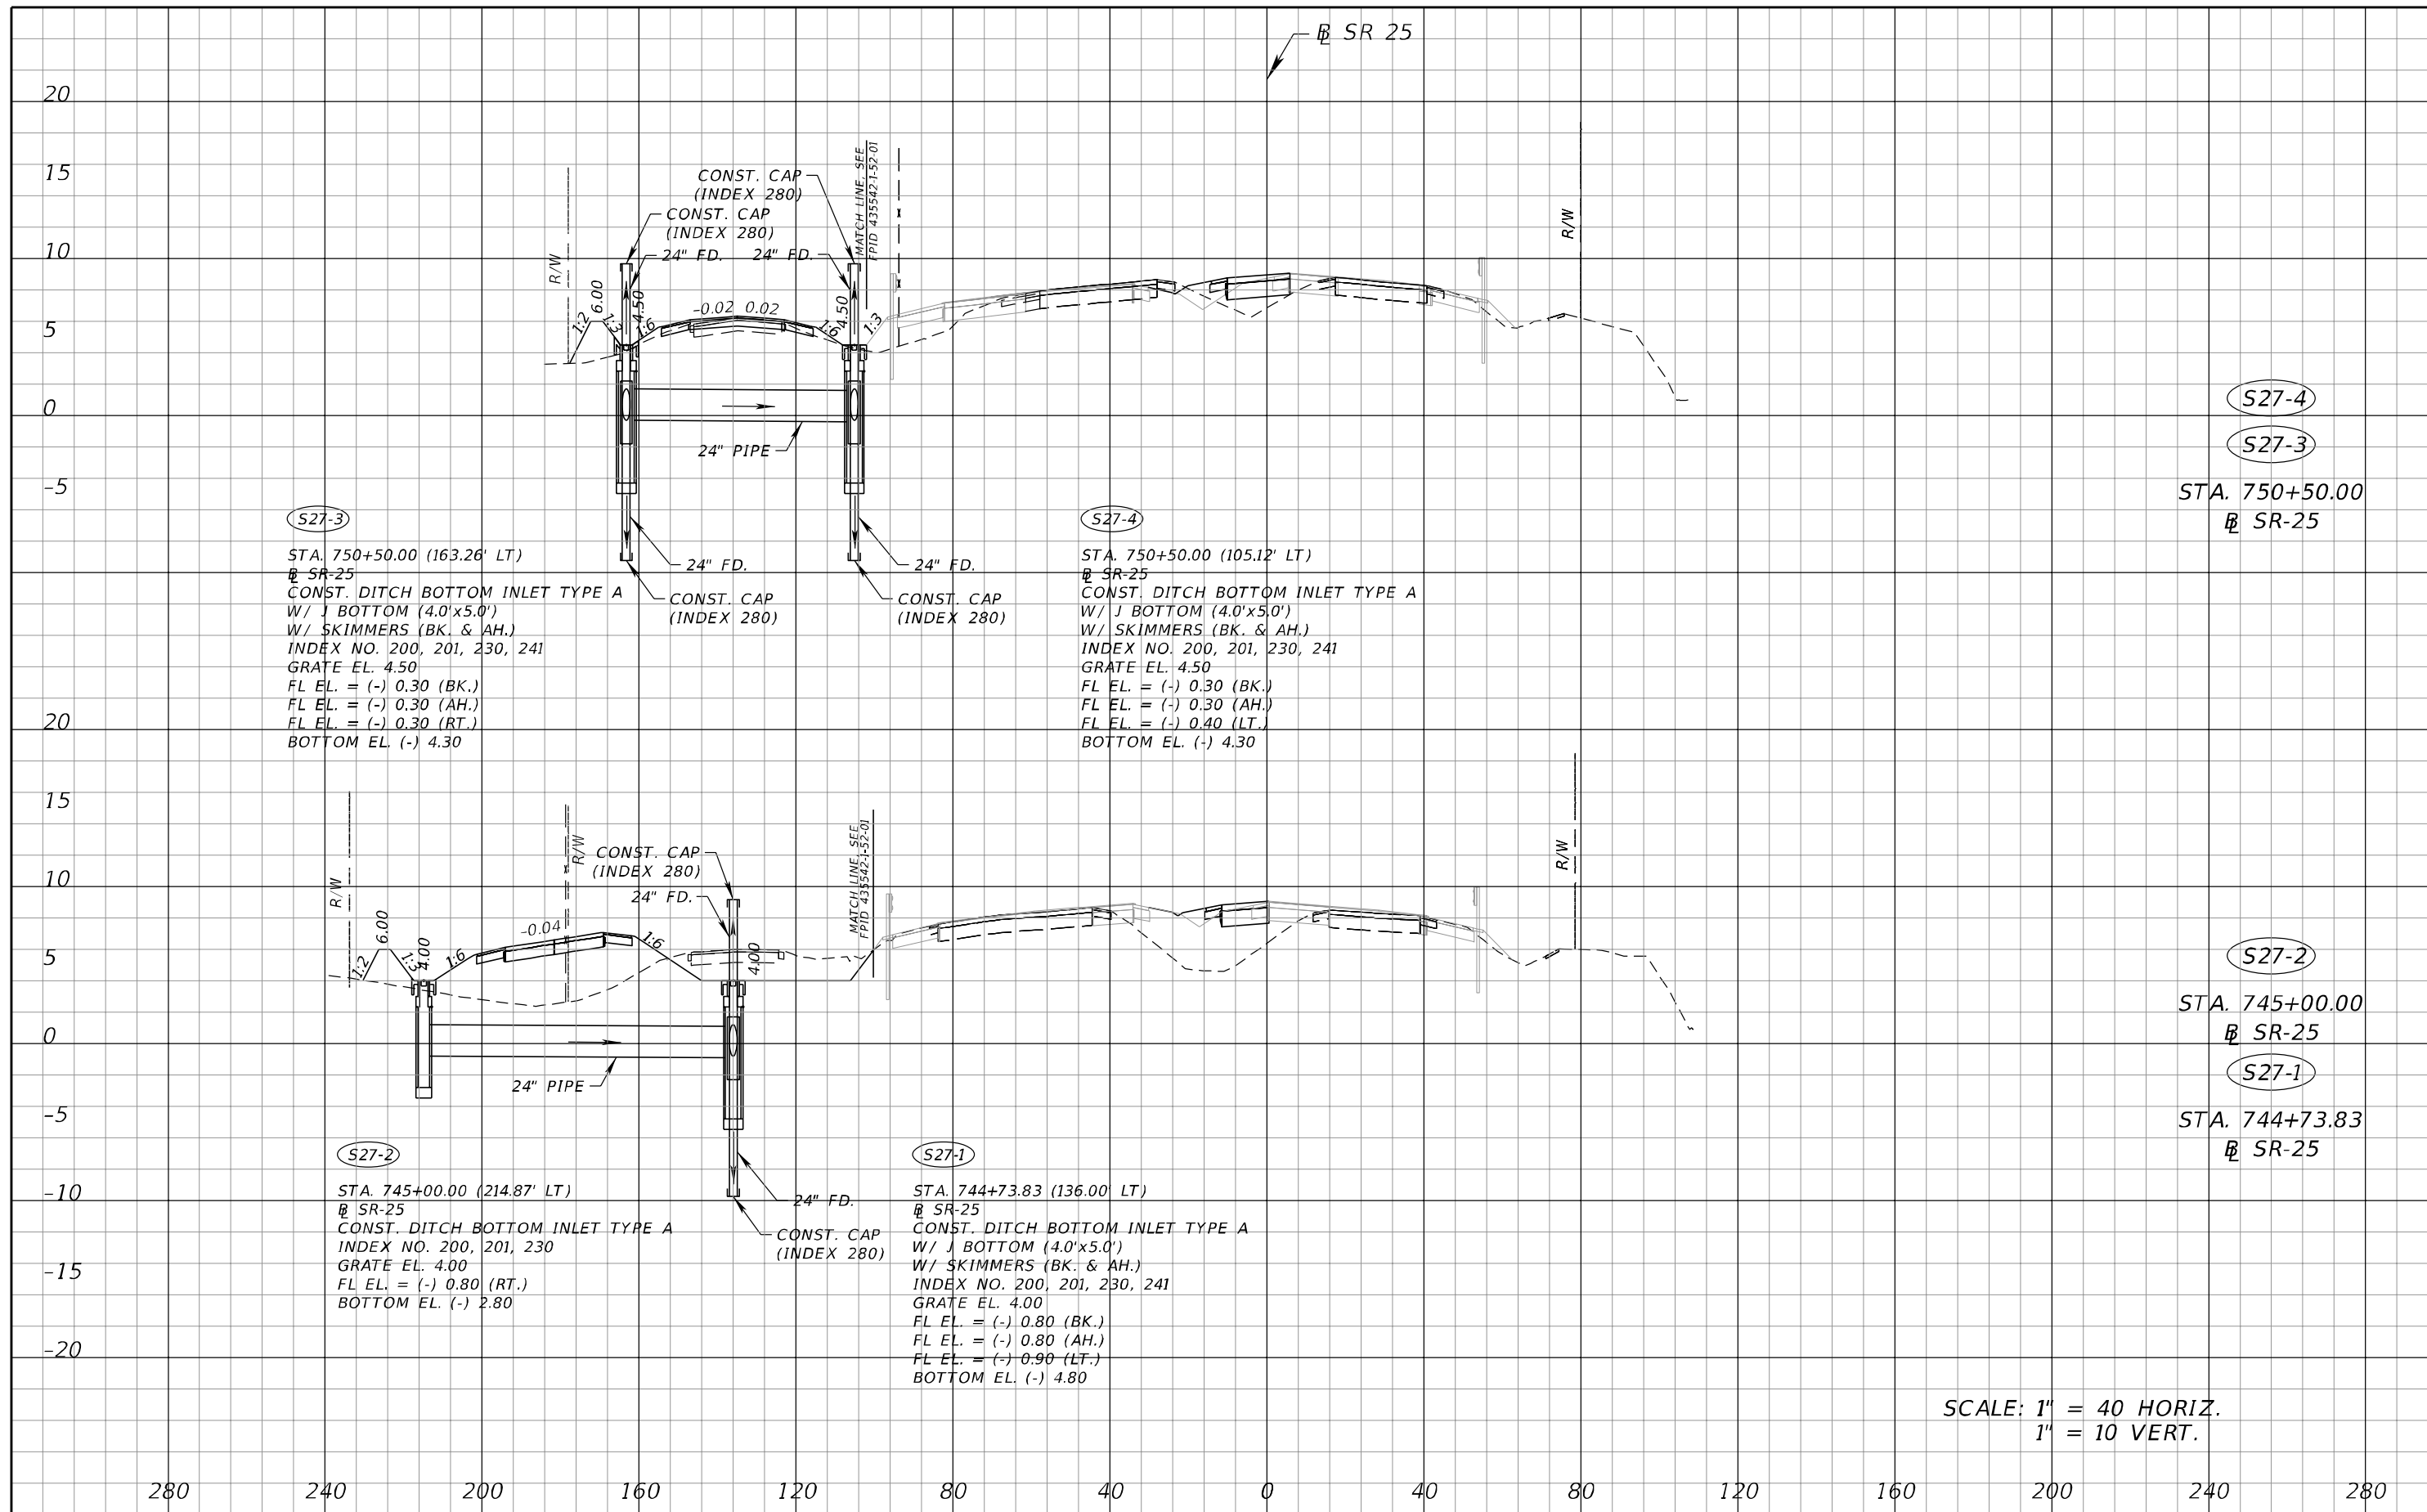 BL SR 25
20
15
10
5
0
-5
CONST. CAP
(INDEX 280)
CONST. CAP
(INDEX 280)
24" FD.
24" FD.
MATCH LINE, SEE
FPID 435542-1-52-01
R/W
R/W
1:2
6.00
1:3
4.50
1:6
-0.02
0.02
1:6
4.50
1:3
24" PIPE
24" FD.
CONST. CAP
(INDEX 280)
24" FD.
CONST. CAP
(INDEX 280)
S27-4
S27-3
STA. 750+50.00
BL SR-25
S27-3
STA. 750+50.00 (163.26' LT)
BL SR-25
CONST. DITCH BOTTOM INLET TYPE A
W/ J BOTTOM (4.0'x5.0')
W/ SKIMMERS (BK. & AH.)
INDEX NO. 200, 201, 230, 241
GRATE EL. 4.50
FL EL. = (-) 0.30 (BK.)
FL EL. = (-) 0.30 (AH.)
FL EL. = (-) 0.30 (RT.)
BOTTOM EL. (-) 4.30
S27-4
STA. 750+50.00 (105.12' LT)
BL SR-25
CONST. DITCH BOTTOM INLET TYPE A
W/ J BOTTOM (4.0'x5.0')
W/ SKIMMERS (BK. & AH.)
INDEX NO. 200, 201, 230, 241
GRATE EL. 4.50
FL EL. = (-) 0.30 (BK.)
FL EL. = (-) 0.30 (AH.)
FL EL. = (-) 0.40 (LT.)
BOTTOM EL. (-) 4.30
20
15
10
5
0
-5
-10
-15
-20
R/W
R/W
CONST. CAP
(INDEX 280)
24" FD.
MATCH LINE, SEE
FPID 435542-1-52-01
R/W
1:2
6.00
1:3
4.00
1:6
-0.04
1:6
4.00
24" PIPE
24" FD.
CONST. CAP
(INDEX 280)
S27-2
STA. 745+00.00
BL SR-25
S27-1
STA. 744+73.83
BL SR-25
S27-2
STA. 745+00.00 (214.87' LT)
BL SR-25
CONST. DITCH BOTTOM INLET TYPE A
INDEX NO. 200, 201, 230
GRATE EL. 4.00
FL EL. = (-) 0.80 (RT.)
BOTTOM EL. (-) 2.80
S27-1
STA. 744+73.83 (136.00' LT)
BL SR-25
CONST. DITCH BOTTOM INLET TYPE A
W/ J BOTTOM (4.0'x5.0')
W/ SKIMMERS (BK. & AH.)
INDEX NO. 200, 201, 230, 241
GRATE EL. 4.00
FL EL. = (-) 0.80 (BK.)
FL EL. = (-) 0.80 (AH.)
FL EL. = (-) 0.90 (LT.)
BOTTOM EL. (-) 4.80
SCALE: 1" = 40 HORIZ.
1" = 10 VERT.
280 240 200 160 120 80 40 0 40 80 120 160 200 240 280